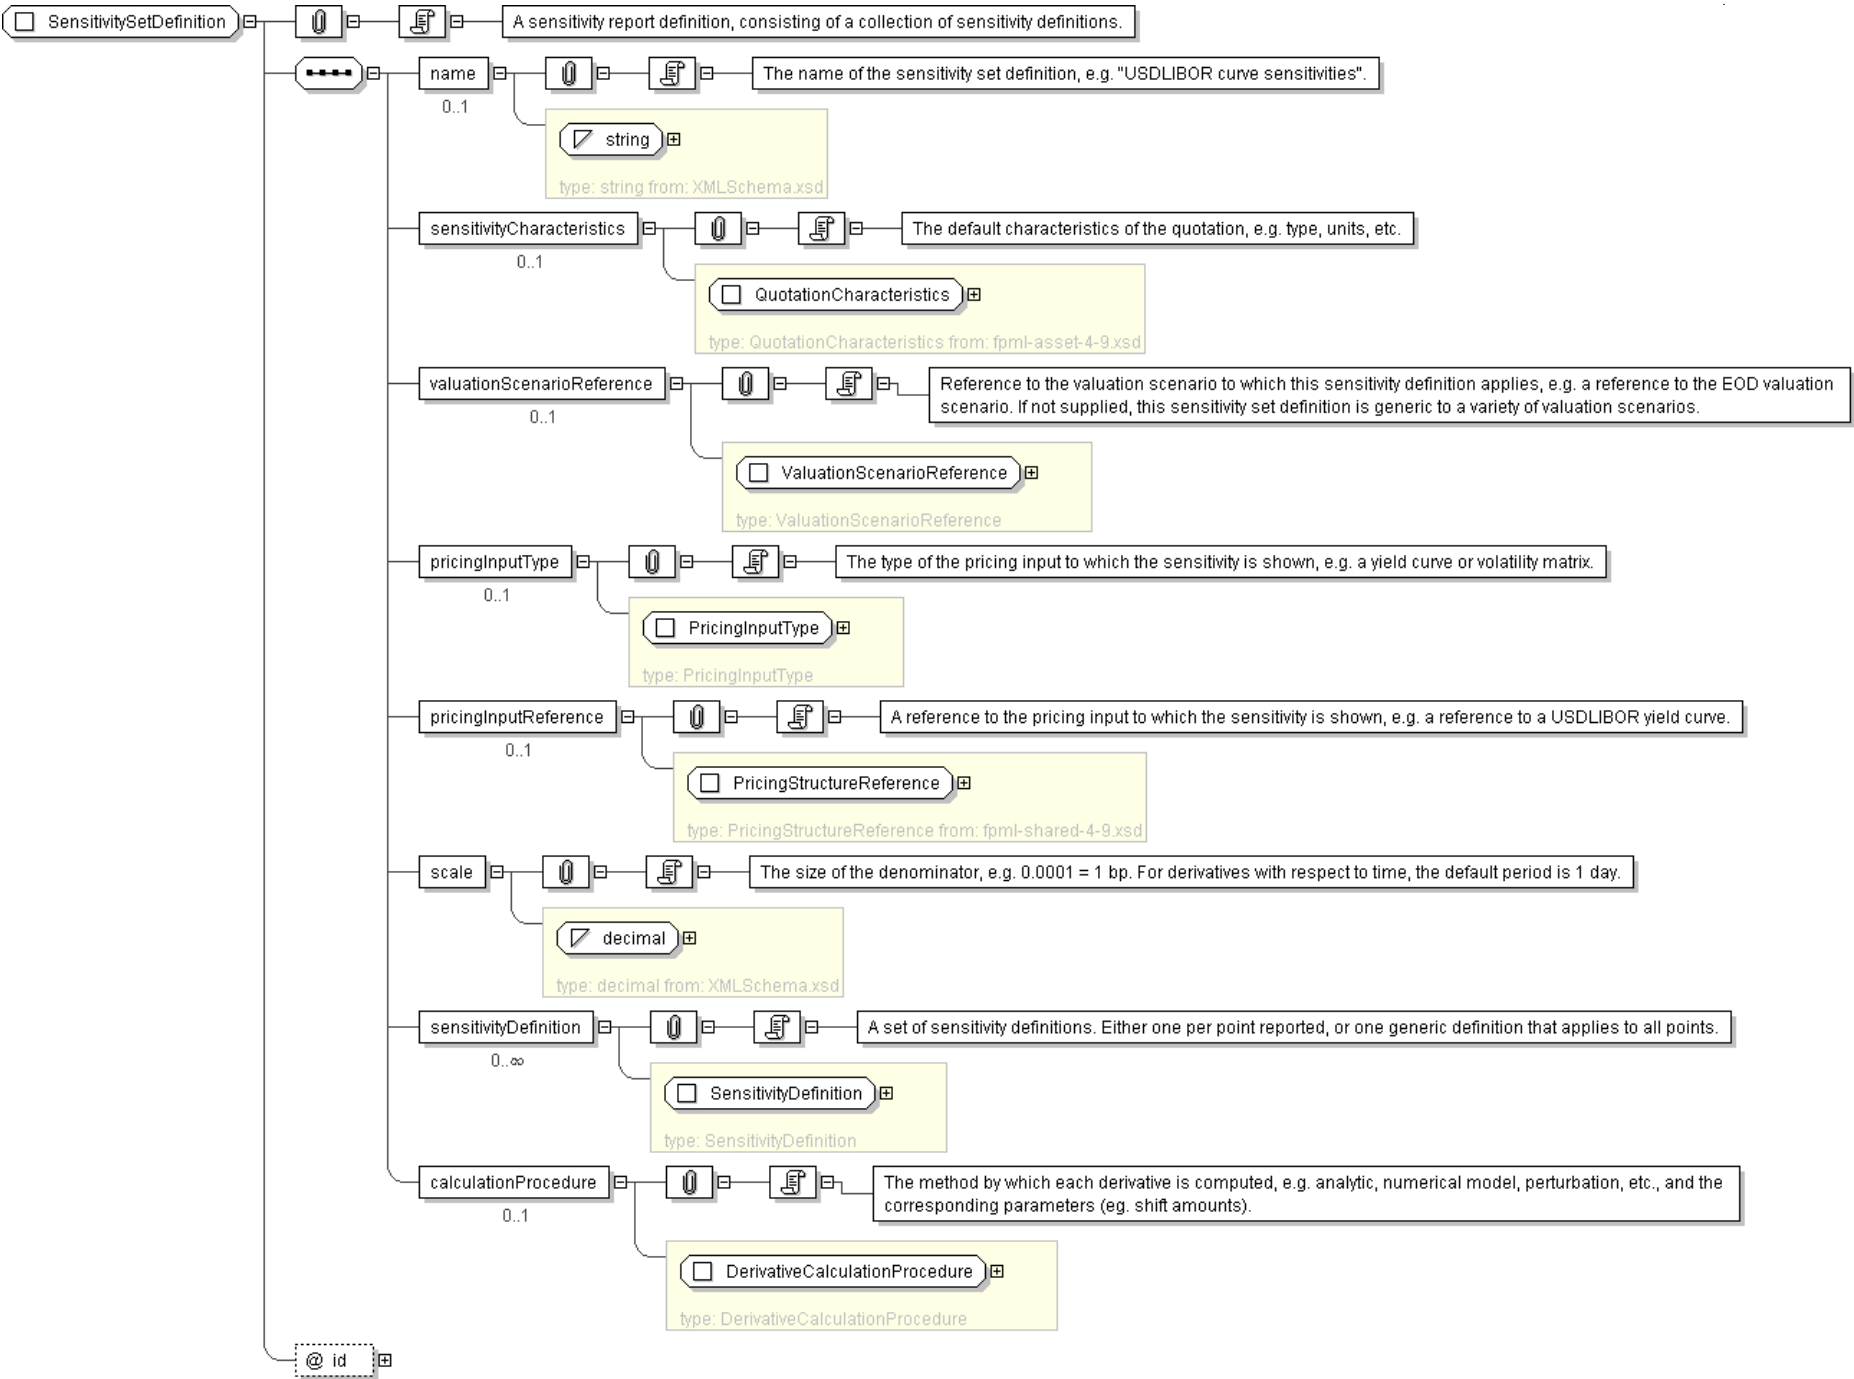 SensitivitySetDefinition
A sensitivity report definition, consisting of a collection of sensitivity definitions.
name
The name of the sensitivity set definition, e.g. "USDLIBOR curve sensitivities".
0..1
string
type: string from: XMLSchema.xsd
sensitivityCharacteristics
The default characteristics of the quotation, e.g. type, units, etc.
0..1
QuotationCharacteristics
type: QuotationCharacteristics from: fpml-asset-4-9.xsd
valuationScenarioReference
Reference to the valuation scenario to which this sensitivity definition applies, e.g. a reference to the EOD valuation
scenario. If not supplied, this sensitivity set definition is generic to a variety of valuation scenarios.
0..1
ValuationScenarioReference
type: ValuationScenarioReference
pricingInputType
The type of the pricing input to which the sensitivity is shown, e.g. a yield curve or volatility matrix.
0..1
PricingInputType
type: PricingInputType
pricingInputReference
A reference to the pricing input to which the sensitivity is shown, e.g. a reference to a USDLIBOR yield curve.
0..1
PricingStructureReference
type: PricingStructureReference from: fpml-shared-4-9.xsd
scale
The size of the denominator, e.g. 0.0001 = 1 bp. For derivatives with respect to time, the default period is 1 day.
decimal
type: decimal from: XMLSchema.xsd
sensitivityDefinition
A set of sensitivity definitions. Either one per point reported, or one generic definition that applies to all points.
0..∞
SensitivityDefinition
type: SensitivityDefinition
calculationProcedure
The method by which each derivative is computed, e.g. analytic, numerical model, perturbation, etc., and the
corresponding parameters (eg. shift amounts).
0..1
DerivativeCalculationProcedure
type: DerivativeCalculationProcedure
@ id